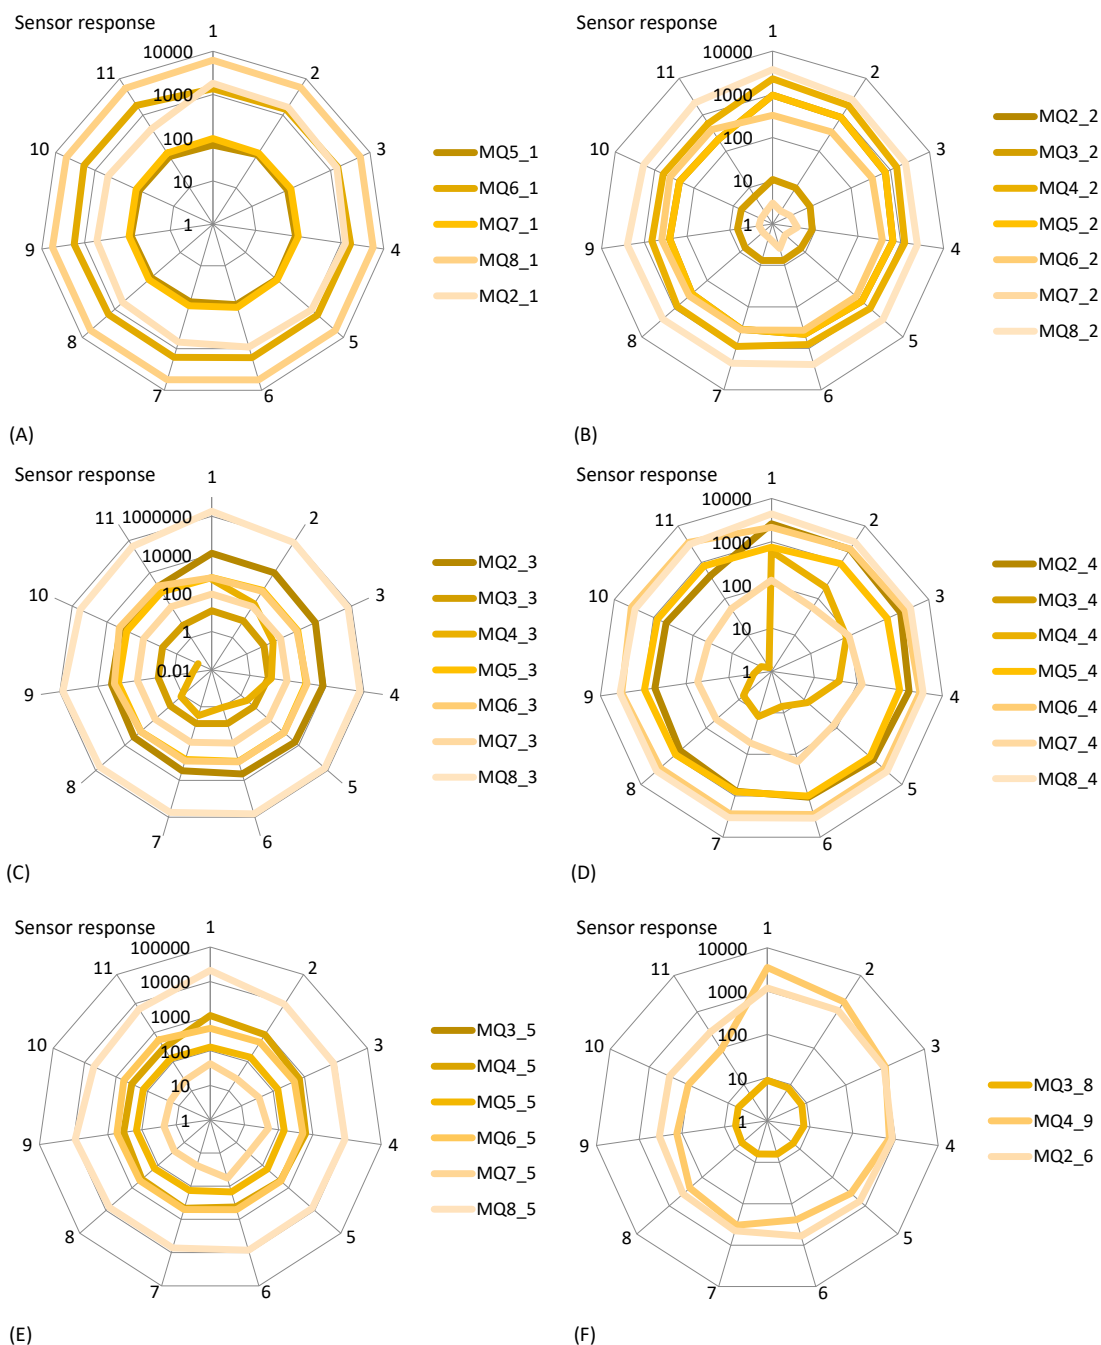 Sensor response
1
2
3
4
5
6
7
8
9
10
11
10000
1000
100
10
1
MQ5_1
MQ6_1
MQ7_1
MQ8_1
MQ2_1
(A)
Sensor response
1
2
3
4
5
6
7
8
9
10
11
10000
1000
100
10
1
MQ2_2
MQ3_2
MQ4_2
MQ5_2
MQ6_2
MQ7_2
MQ8_2
(B)
Sensor response
1
2
3
4
5
6
7
8
9
10
11
1000000
10000
100
1
0.01
MQ2_3
MQ3_3
MQ4_3
MQ5_3
MQ6_3
MQ7_3
MQ8_3
(C)
Sensor response
1
2
3
4
5
6
7
8
9
10
11
10000
1000
100
10
1
MQ2_4
MQ3_4
MQ4_4
MQ5_4
MQ6_4
MQ7_4
MQ8_4
(D)
Sensor response
1
2
3
4
5
6
7
8
9
10
11
100000
10000
1000
100
10
1
MQ3_5
MQ4_5
MQ5_5
MQ6_5
MQ7_5
MQ8_5
(E)
Sensor response
1
2
3
4
5
6
7
8
9
10
11
10000
1000
100
10
1
MQ3_8
MQ4_9
MQ2_6
(F)